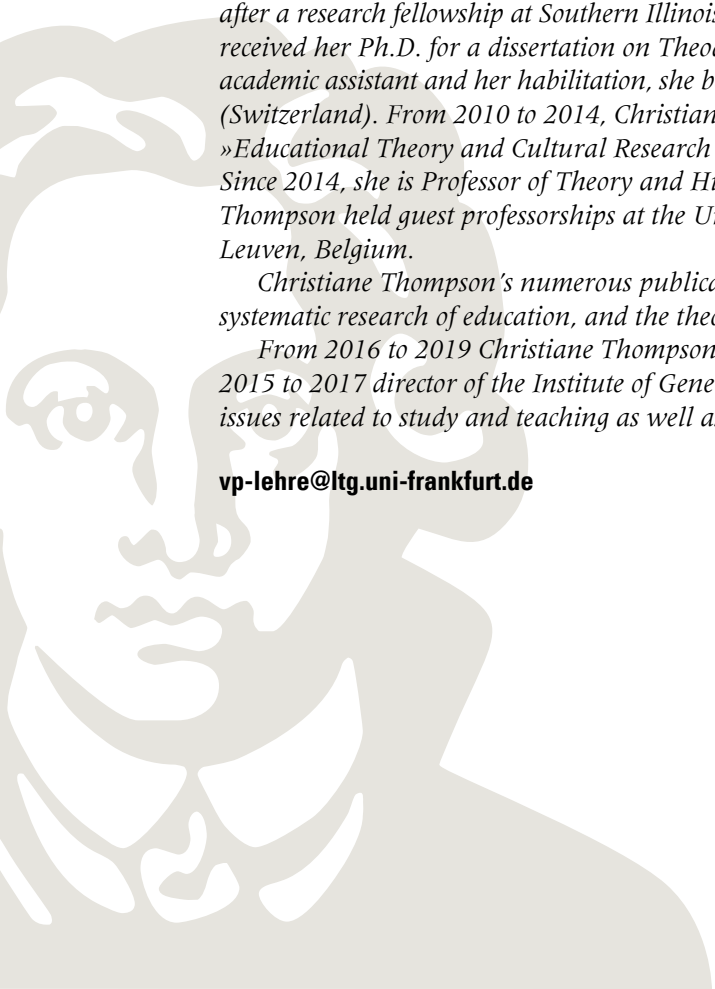 after a research fellowship at Southern Illinois
received her Ph.D. for a dissertation on Theod
academic assistant and her habilitation, she b
(Switzerland). From 2010 to 2014, Christian
»Educational Theory and Cultural Research
Since 2014, she is Professor of Theory and Hi
Thompson held guest professorships at the Un
Leuven, Belgium.
Christiane Thompson’s numerous publica
systematic research of education, and the theo
From 2016 to 2019 Christiane Thompson
2015 to 2017 director of the Institute of Gene
issues related to study and teaching as well as
vp-lehre@ltg.uni-frankfurt.de